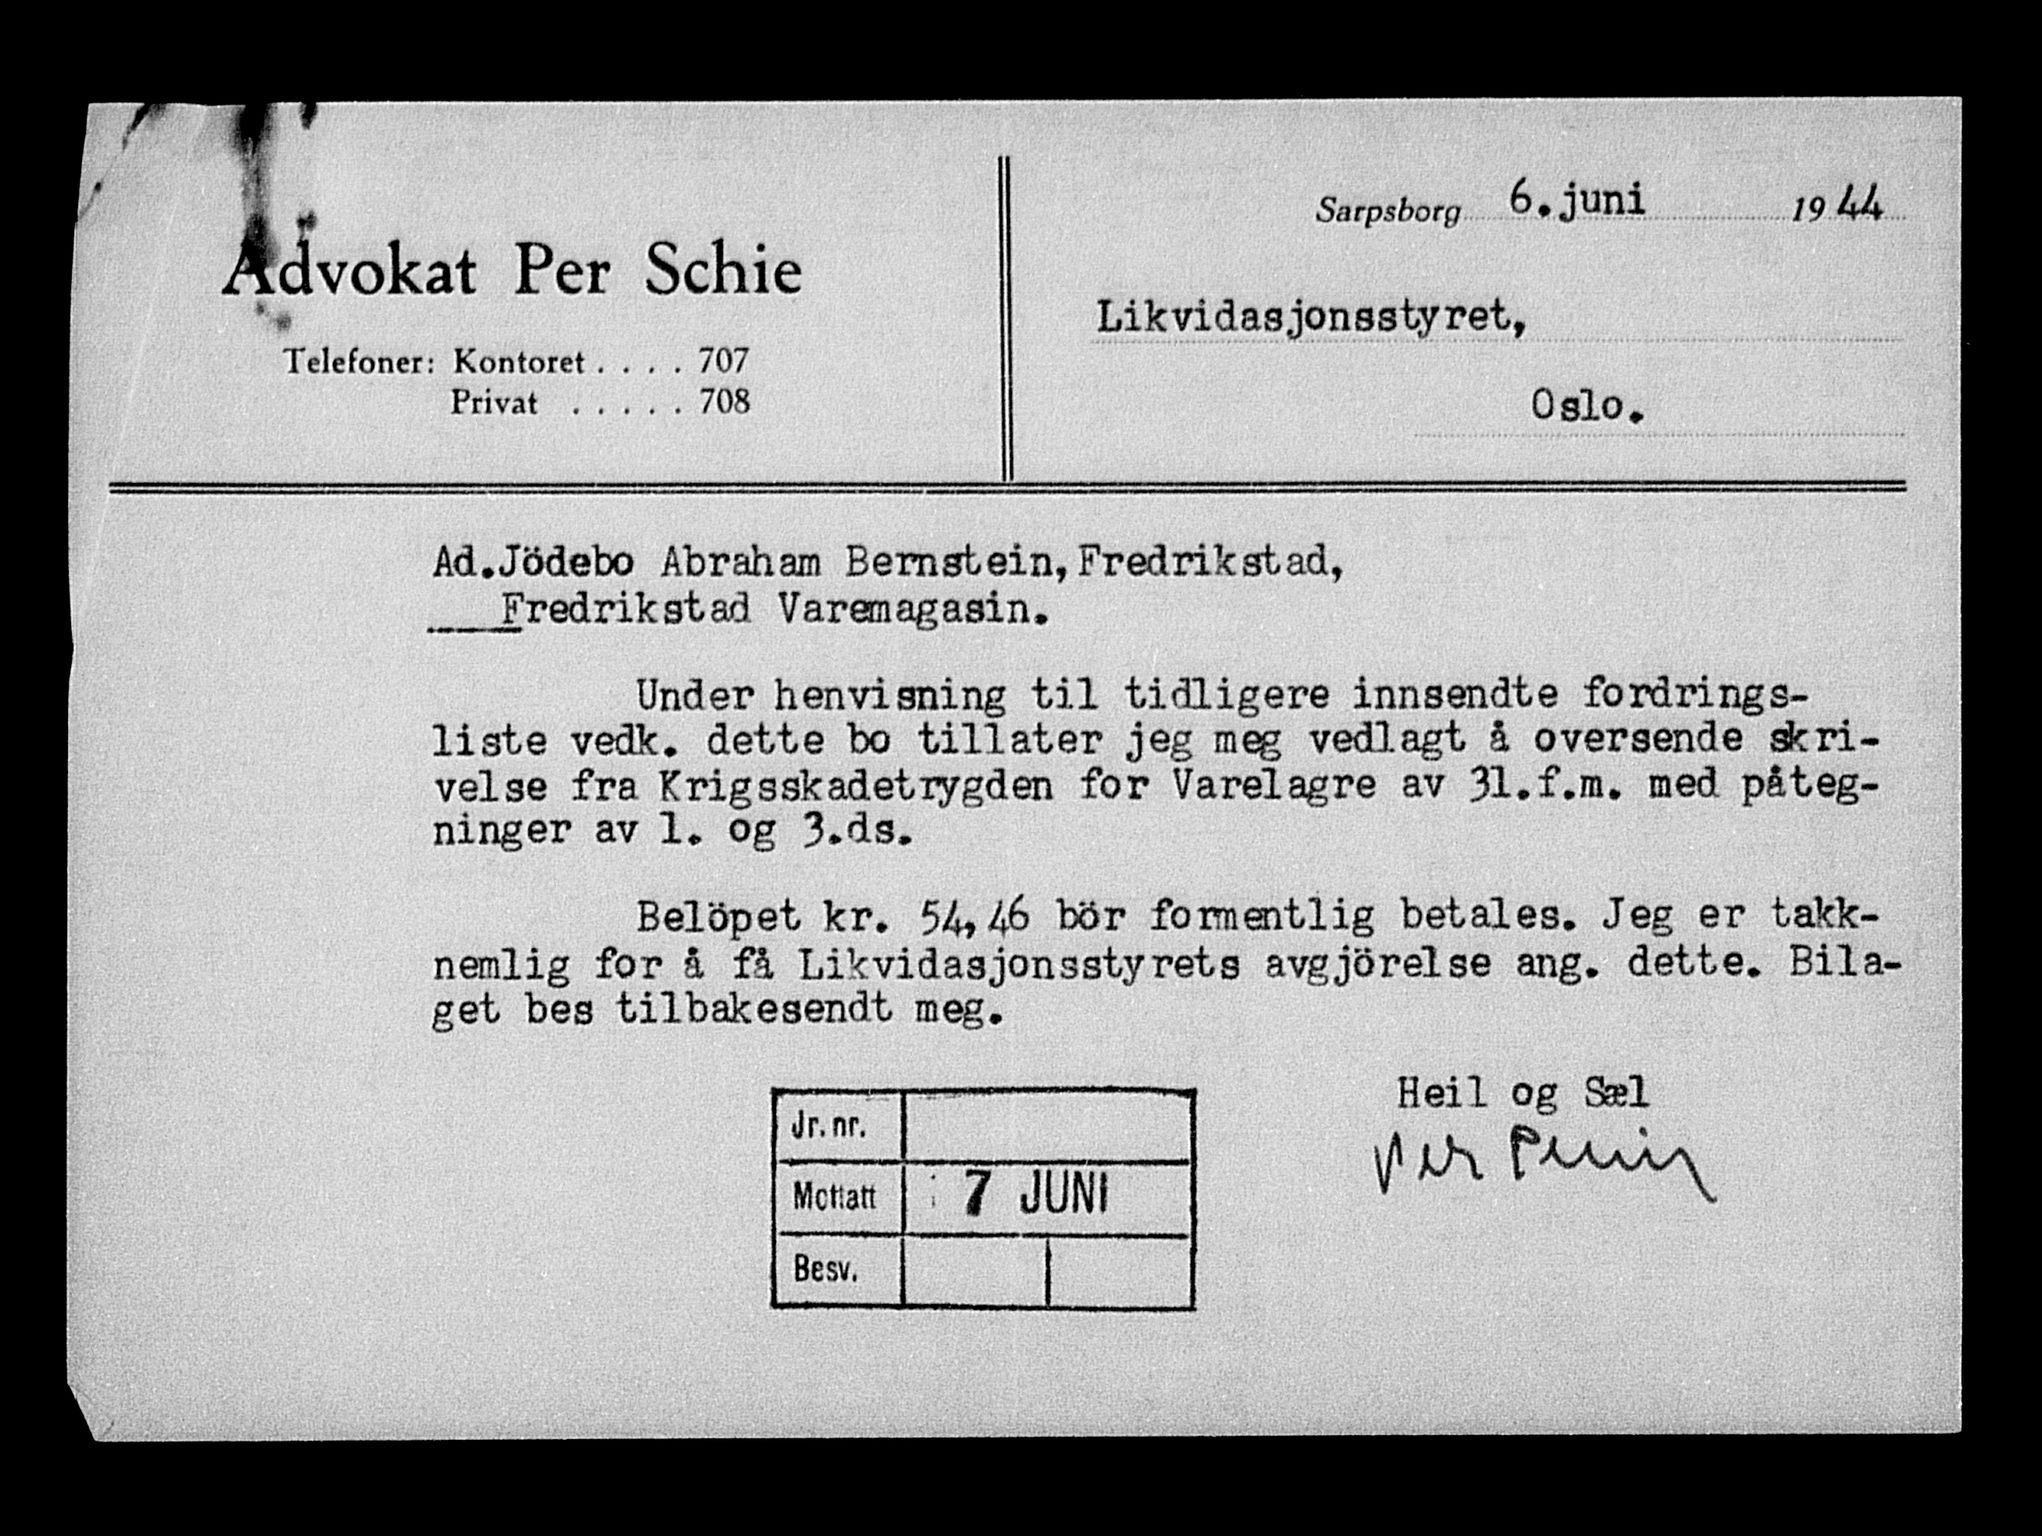 Advokat Per Schie
Telefoner: Kontoret . . . . 707
Privat . . . . . 708
Sarpsborg 6.juni 1944
Likvidasjonsstyret,
Oslo.
Ad.Jödebo Abraham Bernstein,Fredrikstad,
Fredrikstad Varemagasin.
Under henvisning til tidligere innsendte fordrings-
liste vedk. dette bo tillater jeg meg vedlagt å oversende skri-
velse fra Krigsskadetrygden for Varelagre av 31.f.m. med påteg-
ninger av 1. og 3.ds.
Belöpet kr. 54,46 bör formentlig betales. Jeg er takk-
nemlig for å få Likvidasjonsstyrets avgjörelse ang. dette. Bila-
get bes tilbakesendt meg.
Heil og Sæl
Per
Jr. nr.
Mottatt 7 JUNI
Besv.